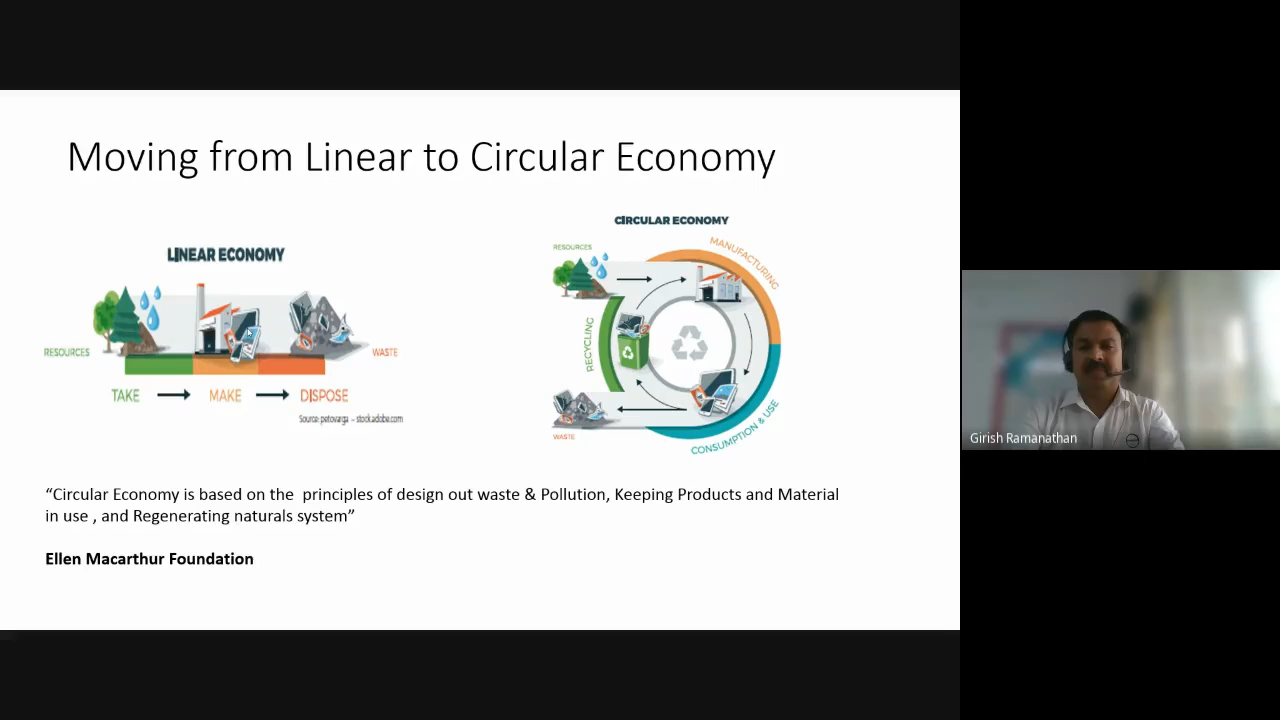 Moving from Linear to Circular Economy
LINEAR ECONOMY
RESOURCES
WASTE
TAKE
MAKE
DISPOSE
Source: petovarga – stock.adobe.com
CIRCULAR ECONOMY
RESOURCES
MANUFACTURING
RECYCLING
CONSUMPTION & USE
WASTE
“Circular Economy is based on the principles of design out waste & Pollution, Keeping Products and Material
in use , and Regenerating naturals system”
Ellen Macarthur Foundation
Girish Ramanathan